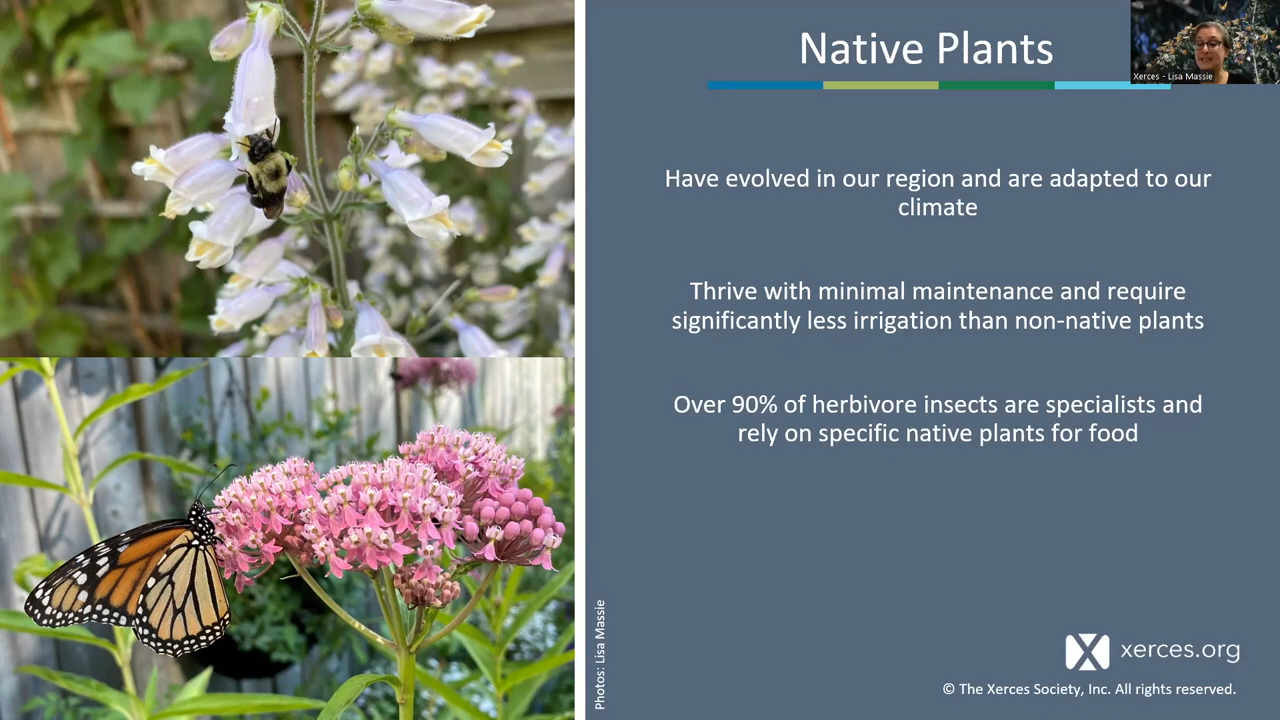 Native Plants
Xerces - Lisa Massie
Have evolved in our region and are adapted to our
climate
Thrive with minimal maintenance and require
significantly less irrigation than non-native plants
Over 90% of herbivore insects are specialists and
rely on specific native plants for food
Photos: Lisa Massie
xerces.org
© The Xerces Society, Inc. All rights reserved.